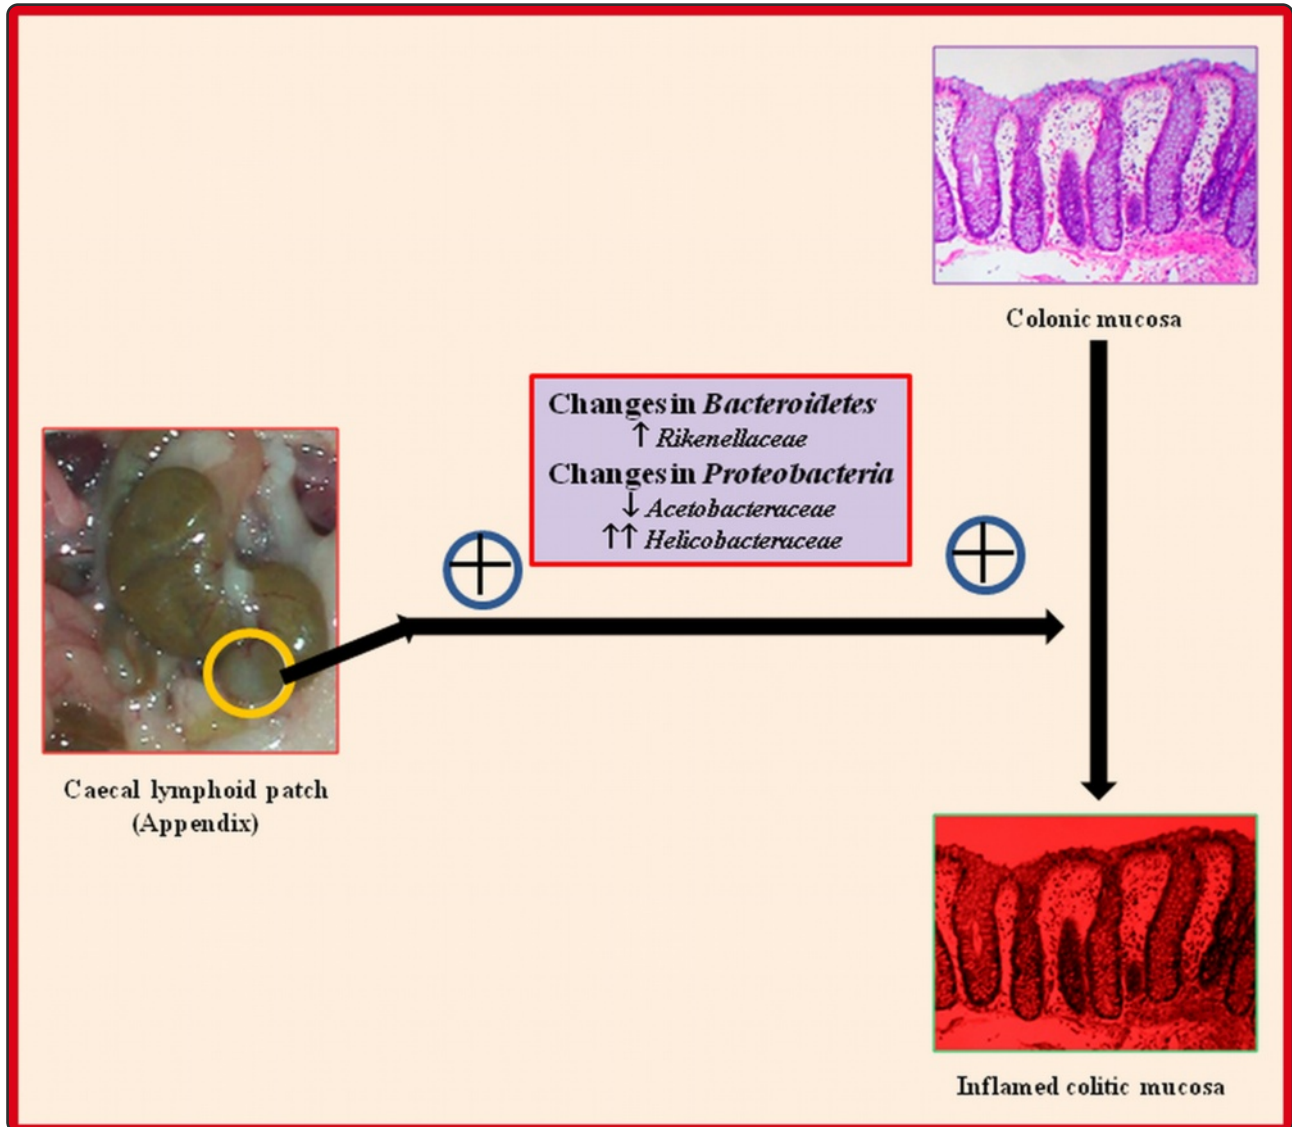 Colonic mucosa
Changes in Bacteroidetes
↑ Rikenellaceae
Changes in Proteobacteria
↓ Acetobacteraceae
↑↑ Helicobacteraceae
Caecal lymphoid patch
(Appendix)
Inflamed colitic mucosa